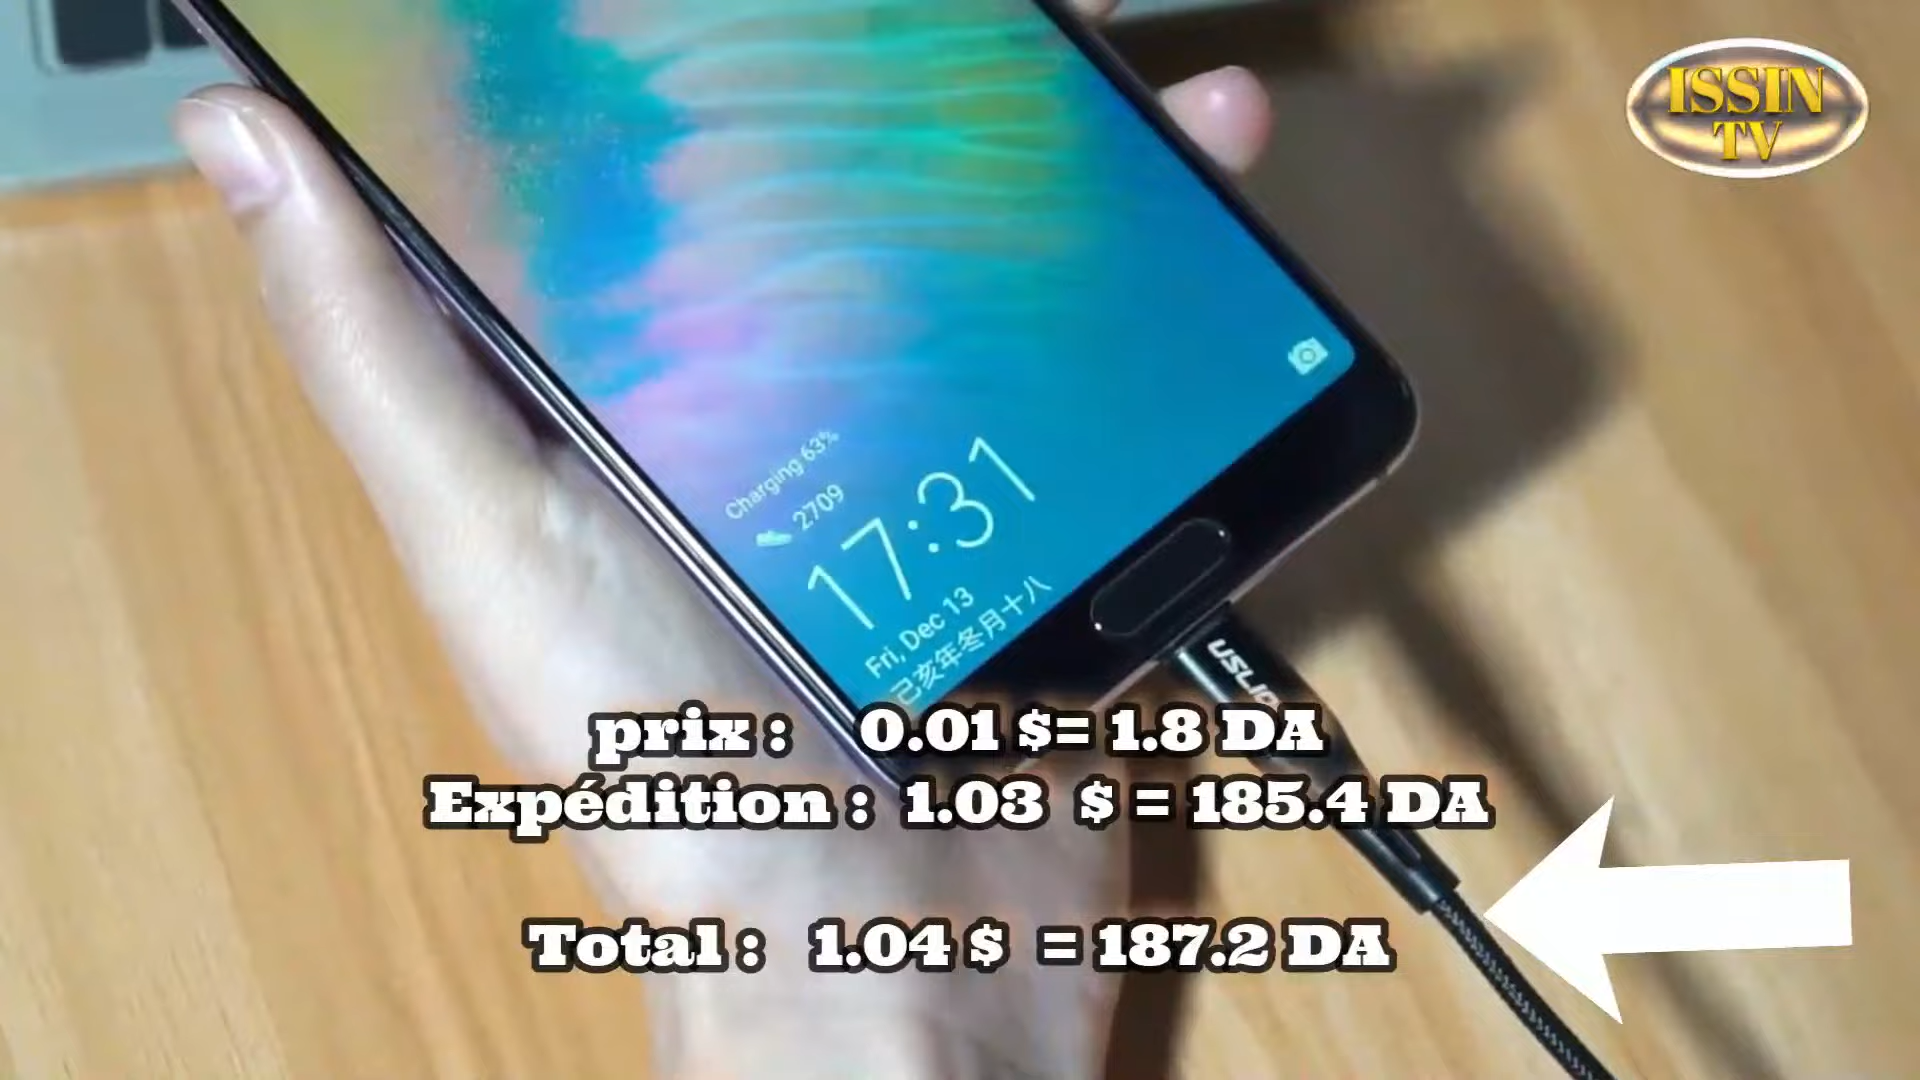 ISSIN
TV
Charging 63%
2709
17:31
Fri, Dec 13
己亥年冬月十八
USLION
prix : 0.01 $= 1.8 DA
Expédition : 1.03 $ = 185.4 DA
Total : 1.04 $ = 187.2 DA